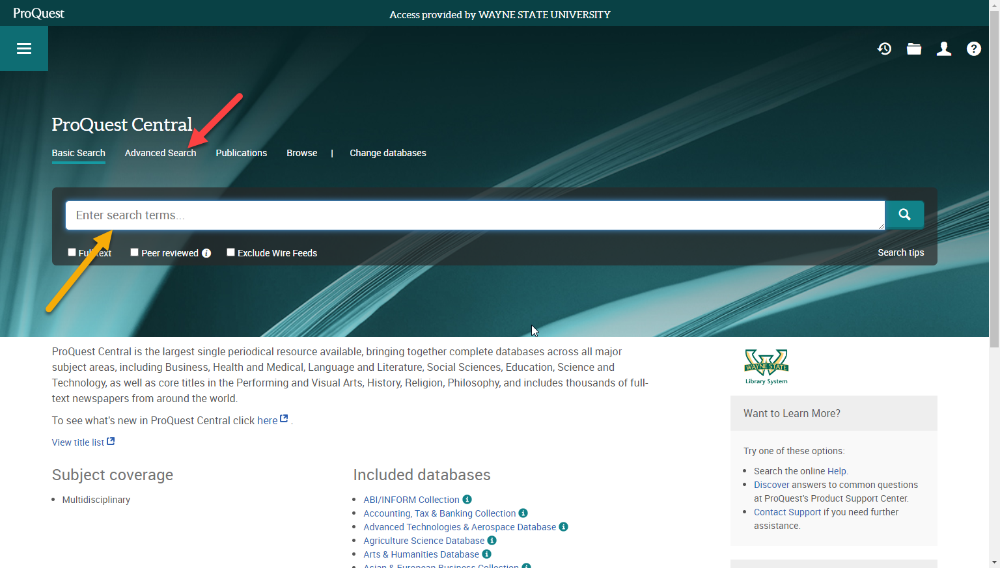 ProQuest
Access provided by WAYNE STATE UNIVERSITY
ProQuest Central
Basic Search Advanced Search Publications Browse | Change databases
Enter search terms...
Full text Peer reviewed Exclude Wire Feeds Search tips
ProQuest Central is the largest single periodical resource available, bringing together complete databases across all major
subject areas, including Business, Health and Medical, Language and Literature, Social Sciences, Education, Science and
Technology, as well as core titles in the Performing and Visual Arts, History, Religion, Philosophy, and includes thousands of full-
text newspapers from around the world.
To see what's new in ProQuest Central click here .
View title list
Subject coverage
Multidisciplinary
Included databases
ABI/INFORM Collection
Accounting, Tax & Banking Collection
Advanced Technologies & Aerospace Database
Agriculture Science Database
Arts & Humanities Database
Asian & European Business Collection
WAYNE STATE
Library System
Want to Learn More?
Try one of these options:
Search the online Help.
Discover answers to common questions
at ProQuest's Product Support Center.
Contact Support if you need further
assistance.